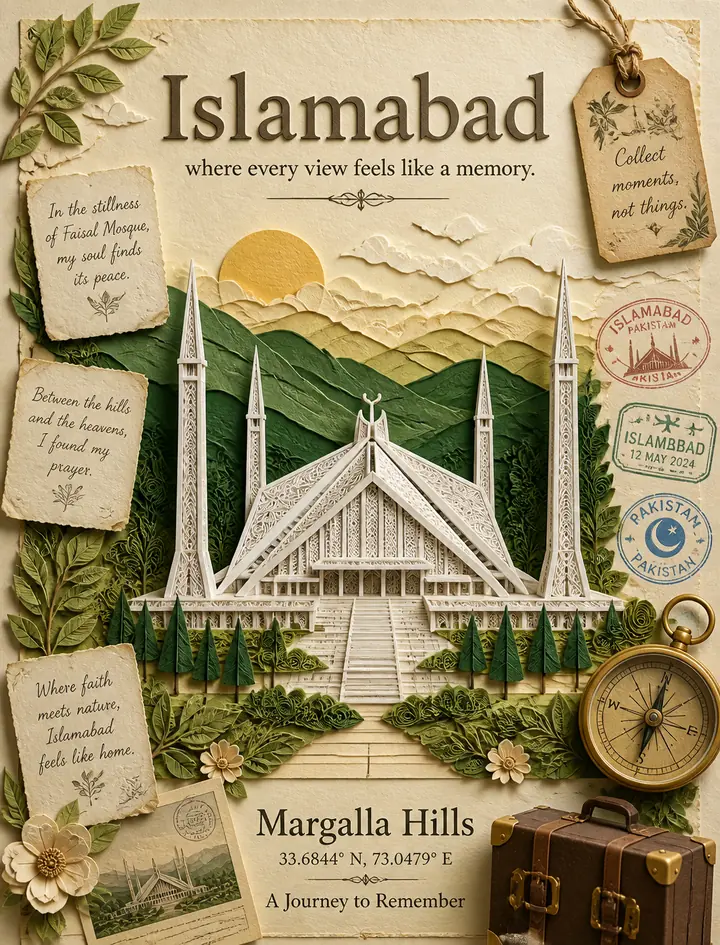 Islamabad
where every view feels like a memory.
Collect
moments,
not things.
In the stillness
of Faisal Mosque,
my soul finds
its peace.
ISLAMABAD
PAKISTAN
AKISTAN
Between the hills
and the heavens,
I found my
prayer.
ISLAMBBAD
12 MAY 2024
PAKISTAN
PAKISTAN
Where faith
meets nature,
Islamabad
feels like home.
N
E
S
W
Margalla Hills
33.6844° N, 73.0479° E
A Journey to Remember